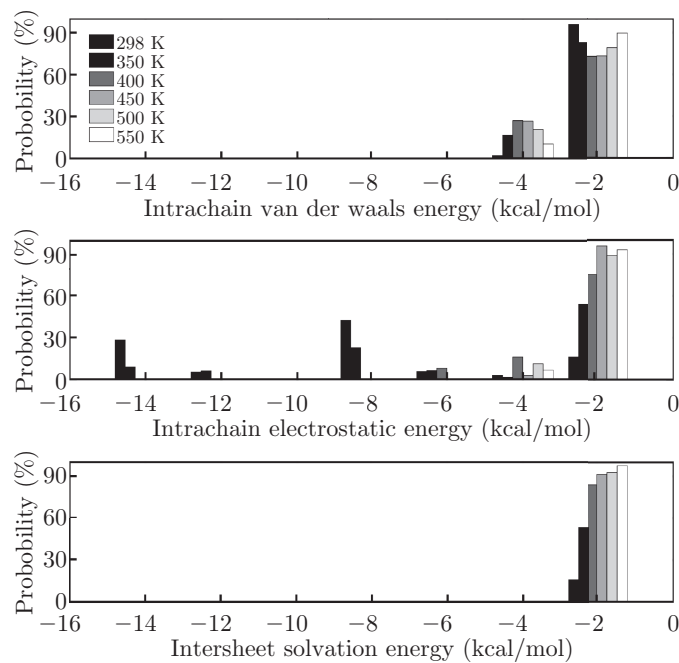 Probobility (%)
90
60
30
0
298 K
350 K
400 K
450 K
500 K
550 K
−16 −14 −12 −10 −8 −6 −4 −2 0
Intrachain van der waals energy (kcal/mol)
Probobility (%)
90
60
30
0
−16 −14 −12 −10 −8 −6 −4 −2 0
Intrachain electrostatic energy (kcal/mol)
Probobility (%)
90
60
30
0
−16 −14 −12 −10 −8 −6 −4 −2 0
Intersheet solvation energy (kcal/mol)